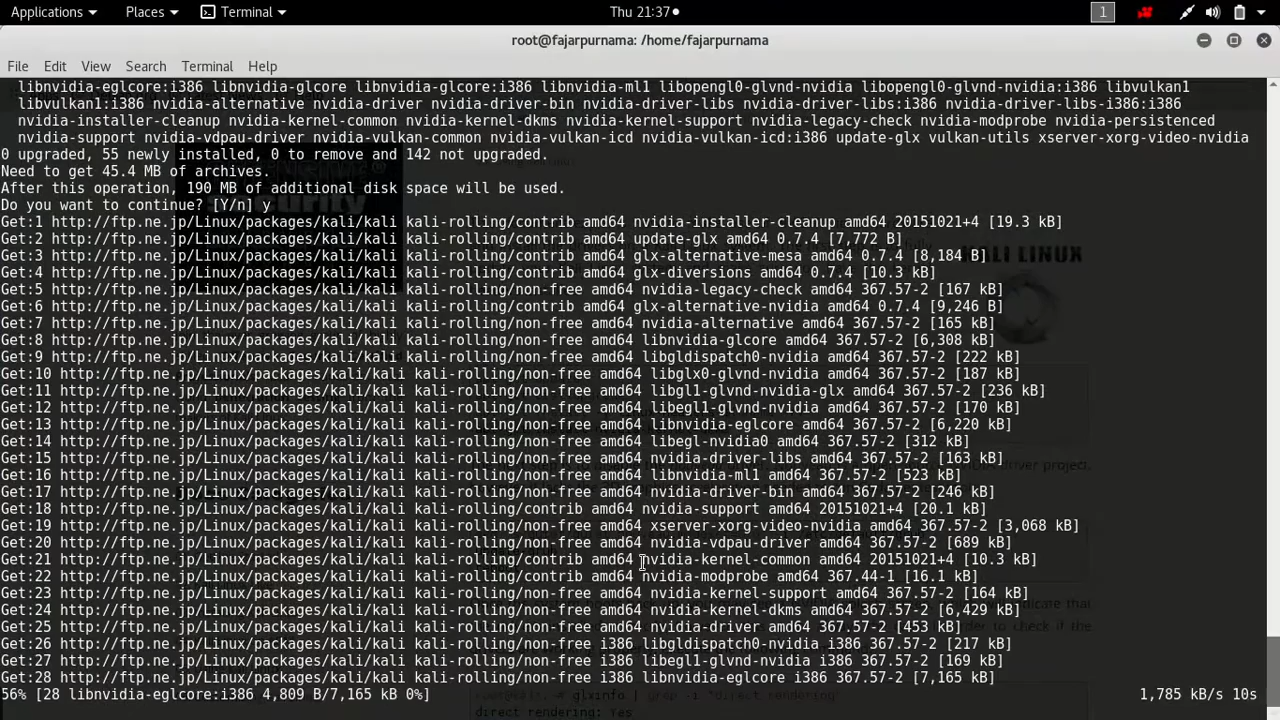 Applications Places Terminal Thu 21:37 1
root@fajarpurnama: /home/fajarpurnama
File Edit View Search Terminal Help
libnvidia-eglcore:i386 libnvidia-glcore libnvidia-glcore:i386 libnvidia-ml1 libopengl0-glvnd-nvidia libopengl0-glvnd-nvidia:i386 libvulkan1
libvulkan1:i386 nvidia-alternative nvidia-driver nvidia-driver-bin nvidia-driver-libs nvidia-driver-libs:i386 nvidia-driver-libs-i386:i386
nvidia-installer-cleanup nvidia-kernel-common nvidia-kernel-dkms nvidia-kernel-support nvidia-legacy-check nvidia-modprobe nvidia-persistenced
nvidia-support nvidia-vdpau-driver nvidia-vulkan-common nvidia-vulkan-icd nvidia-vulkan-icd:i386 update-glx vulkan-utils xserver-xorg-video-nvidia
0 upgraded, 55 newly installed, 0 to remove and 142 not upgraded.
Need to get 45.4 MB of archives.
After this operation, 190 MB of additional disk space will be used.
Do you want to continue? [Y/n] y
Get:1 http://ftp.ne.jp/Linux/packages/kali/kali kali-rolling/contrib amd64 nvidia-installer-cleanup amd64 20151021+4 [19.3 kB]
Get:2 http://ftp.ne.jp/Linux/packages/kali/kali kali-rolling/contrib amd64 update-glx amd64 0.7.4 [7,772 B]
Get:3 http://ftp.ne.jp/Linux/packages/kali/kali kali-rolling/contrib amd64 glx-alternative-mesa amd64 0.7.4 [8,184 B]
Get:4 http://ftp.ne.jp/Linux/packages/kali/kali kali-rolling/contrib amd64 glx-diversions amd64 0.7.4 [10.3 kB]
Get:5 http://ftp.ne.jp/Linux/packages/kali/kali kali-rolling/non-free amd64 nvidia-legacy-check amd64 367.57-2 [167 kB]
Get:6 http://ftp.ne.jp/Linux/packages/kali/kali kali-rolling/contrib amd64 glx-alternative-nvidia amd64 0.7.4 [9,246 B]
Get:7 http://ftp.ne.jp/Linux/packages/kali/kali kali-rolling/non-free amd64 nvidia-alternative amd64 367.57-2 [165 kB]
Get:8 http://ftp.ne.jp/Linux/packages/kali/kali kali-rolling/non-free amd64 libnvidia-glcore amd64 367.57-2 [6,308 kB]
Get:9 http://ftp.ne.jp/Linux/packages/kali/kali kali-rolling/non-free amd64 libgldispatch0-nvidia amd64 367.57-2 [222 kB]
Get:10 http://ftp.ne.jp/Linux/packages/kali/kali kali-rolling/non-free amd64 libglx0-glvnd-nvidia amd64 367.57-2 [187 kB]
Get:11 http://ftp.ne.jp/Linux/packages/kali/kali kali-rolling/non-free amd64 libgl1-glvnd-nvidia-glx amd64 367.57-2 [236 kB]
Get:12 http://ftp.ne.jp/Linux/packages/kali/kali kali-rolling/non-free amd64 libegl1-glvnd-nvidia amd64 367.57-2 [170 kB]
Get:13 http://ftp.ne.jp/Linux/packages/kali/kali kali-rolling/non-free amd64 libnvidia-eglcore amd64 367.57-2 [6,220 kB]
Get:14 http://ftp.ne.jp/Linux/packages/kali/kali kali-rolling/non-free amd64 libegl-nvidia0 amd64 367.57-2 [312 kB]
Get:15 http://ftp.ne.jp/Linux/packages/kali/kali kali-rolling/non-free amd64 nvidia-driver-libs amd64 367.57-2 [163 kB]
Get:16 http://ftp.ne.jp/Linux/packages/kali/kali kali-rolling/non-free amd64 libnvidia-ml1 amd64 367.57-2 [523 kB]
Get:17 http://ftp.ne.jp/Linux/packages/kali/kali kali-rolling/non-free amd64 nvidia-driver-bin amd64 367.57-2 [246 kB]
Get:18 http://ftp.ne.jp/Linux/packages/kali/kali kali-rolling/contrib amd64 nvidia-support amd64 20151021+4 [20.1 kB]
Get:19 http://ftp.ne.jp/Linux/packages/kali/kali kali-rolling/non-free amd64 xserver-xorg-video-nvidia amd64 367.57-2 [3,068 kB]
Get:20 http://ftp.ne.jp/Linux/packages/kali/kali kali-rolling/non-free amd64 nvidia-vdpau-driver amd64 367.57-2 [689 kB]
Get:21 http://ftp.ne.jp/Linux/packages/kali/kali kali-rolling/contrib amd64 nvidia-kernel-common amd64 20151021+4 [10.3 kB]
Get:22 http://ftp.ne.jp/Linux/packages/kali/kali kali-rolling/contrib amd64 nvidia-modprobe amd64 367.44-1 [16.1 kB]
Get:23 http://ftp.ne.jp/Linux/packages/kali/kali kali-rolling/non-free amd64 nvidia-kernel-support amd64 367.57-2 [164 kB]
Get:24 http://ftp.ne.jp/Linux/packages/kali/kali kali-rolling/non-free amd64 nvidia-kernel-dkms amd64 367.57-2 [6,429 kB]
Get:25 http://ftp.ne.jp/Linux/packages/kali/kali kali-rolling/non-free amd64 nvidia-driver amd64 367.57-2 [453 kB]
Get:26 http://ftp.ne.jp/Linux/packages/kali/kali kali-rolling/non-free i386 libgldispatch0-nvidia i386 367.57-2 [217 kB]
Get:27 http://ftp.ne.jp/Linux/packages/kali/kali kali-rolling/non-free i386 libegl1-glvnd-nvidia i386 367.57-2 [169 kB]
Get:28 http://ftp.ne.jp/Linux/packages/kali/kali kali-rolling/non-free i386 libnvidia-eglcore i386 367.57-2 [7,165 kB]
56% [28 libnvidia-eglcore:i386 4,809 B/7,165 kB 0%] 1,785 kB/s 10s
KALI LINUX
direct rendering: Yes